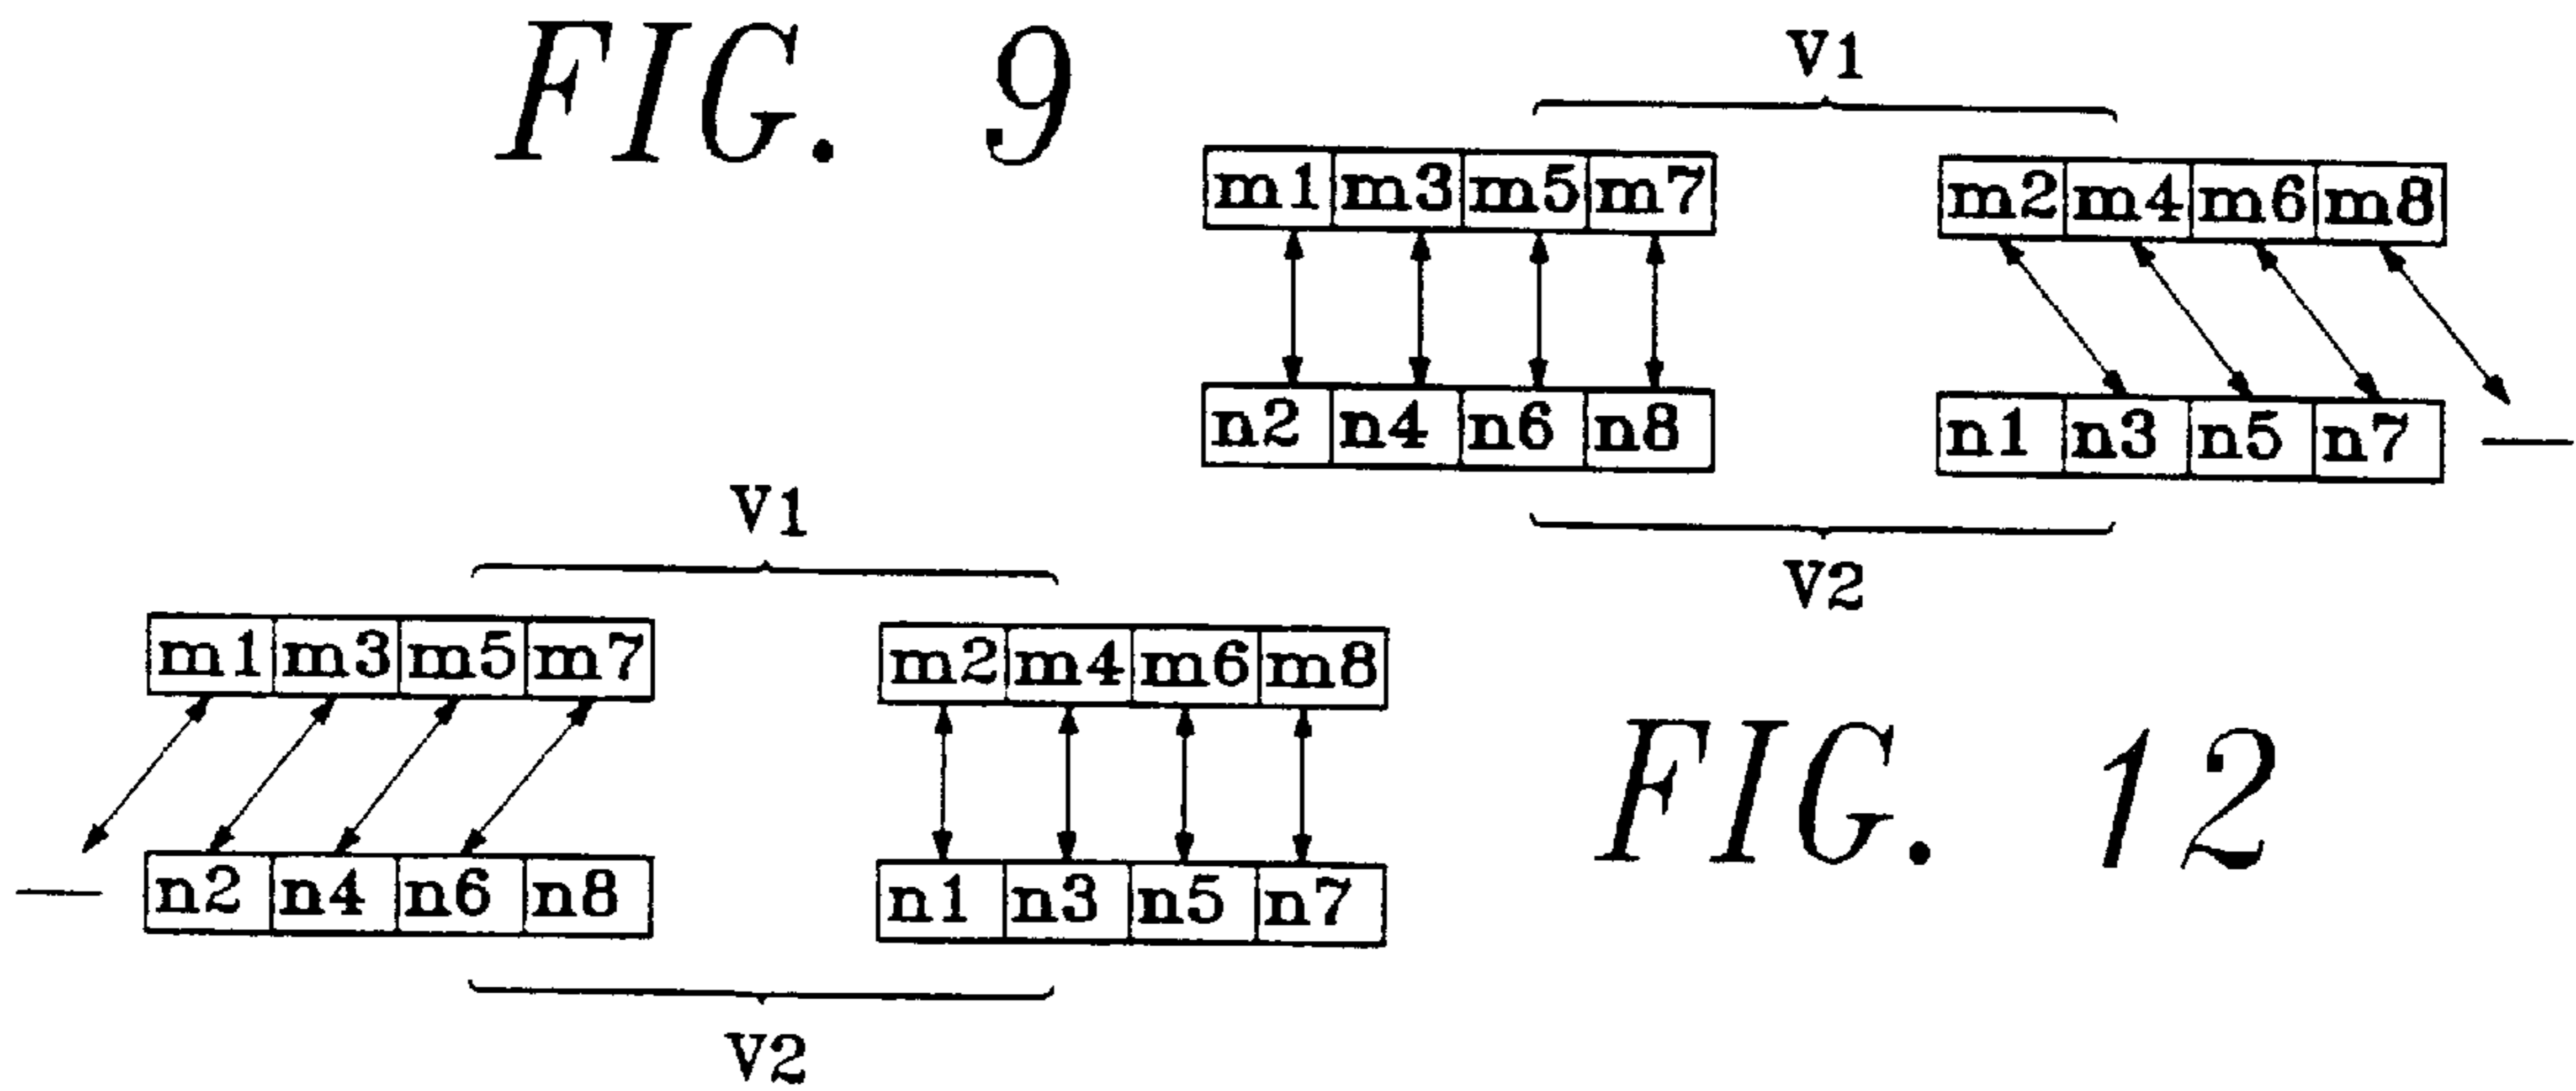 FIG. 9
V1
m1 m3 m5 m7 m2 m4 m6 m8
n2 n4 n6 n8 n1 n3 n5 n7 —
V2
V1
m1 m3 m5 m7 m2 m4 m6 m8
— n2 n4 n6 n8 n1 n3 n5 n7
V2
FIG. 12